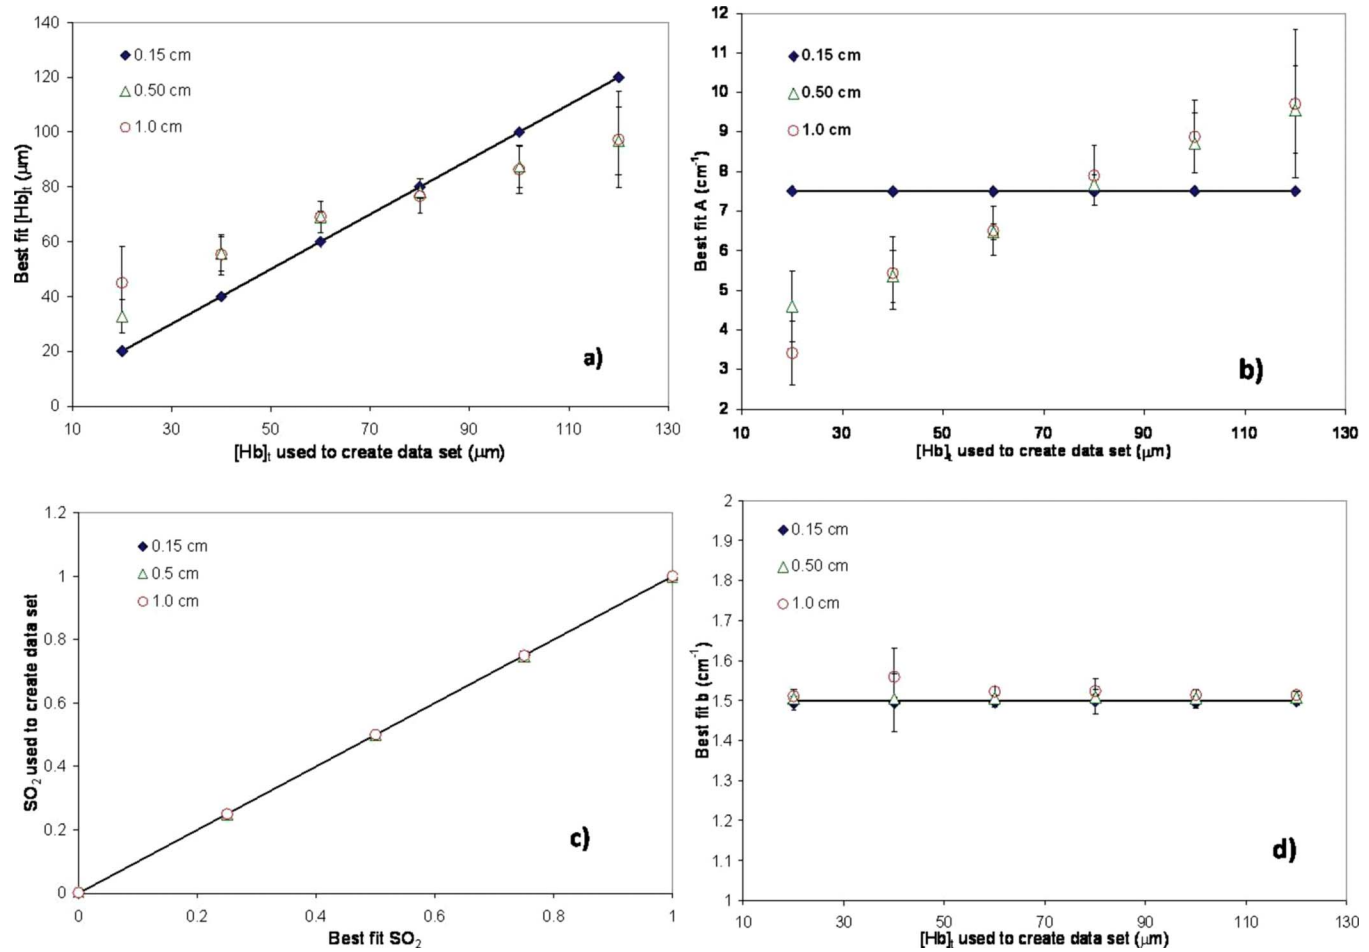 140
120
100
80
60
40
20
0
Best fit [Hb]t (µm)
0.15 cm
0.50 cm
1.0 cm
a)
10
30
50
70
90
110
130
[Hb]t used to create data set (µm)
12
11
10
9
8
7
6
5
4
3
2
Best fit A (cm-1)
0.15 cm
0.50 cm
1.0 cm
b)
10
30
50
70
90
110
130
[Hb]t used to create data set (µm)
1.2
1
0.8
0.6
0.4
0.2
0
SO2 used to create data set
0.15 cm
0.5 cm
1.0 cm
c)
0
0.2
0.4
0.6
0.8
1
Best fit SO2
2
1.9
1.8
1.7
1.6
1.5
1.4
1.3
1.2
1.1
1
Best fit b (cm-1)
0.15 cm
0.50 cm
1.0 cm
d)
10
30
50
70
90
110
130
[Hb]t used to create data set (µm)